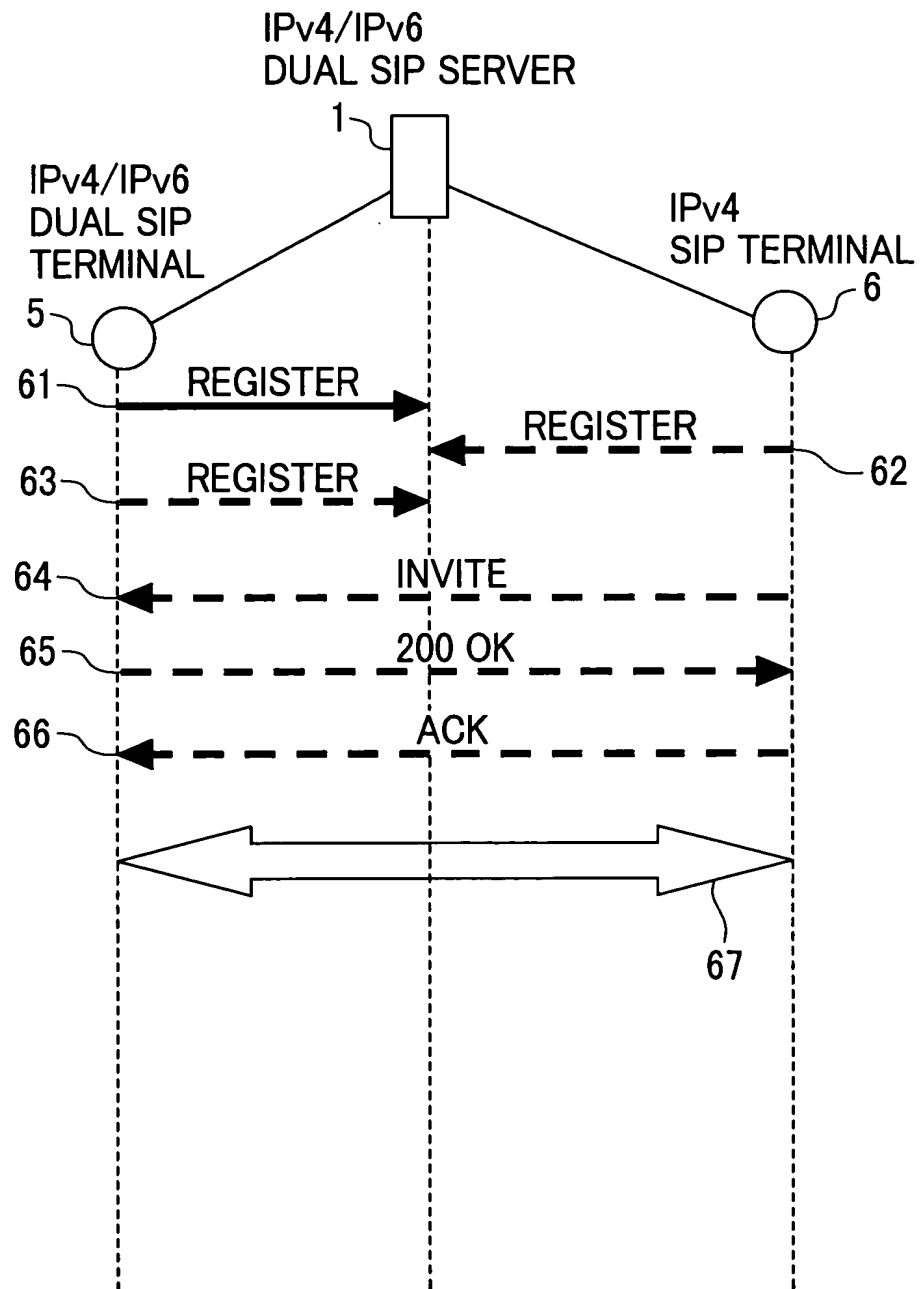 IPv4/IPv6
DUAL SIP SERVER
1
IPv4/IPv6
DUAL SIP
TERMINAL
5
IPv4
SIP TERMINAL
6
61
REGISTER
REGISTER
62
63
REGISTER
64
INVITE
65
200 OK
66
ACK
67